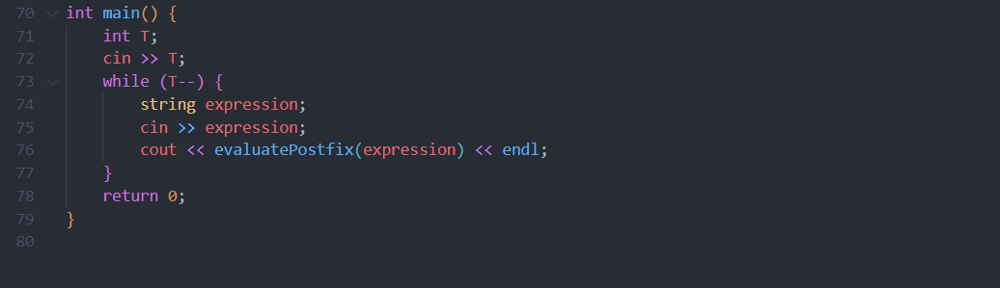 70 int main() {
71 int T;
72 cin >> T;
73 while (T--) {
74 string expression;
75 cin >> expression;
76 cout << evaluatePostfix(expression) << endl;
77 }
78 return 0;
79 }
80